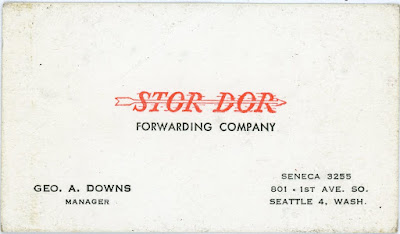 STOR DOR
FORWARDING COMPANY
GEO. A. DOWNS
MANAGER
SENECA 3255
801 - 1ST AVE. SO.
SEATTLE 4, WASH.